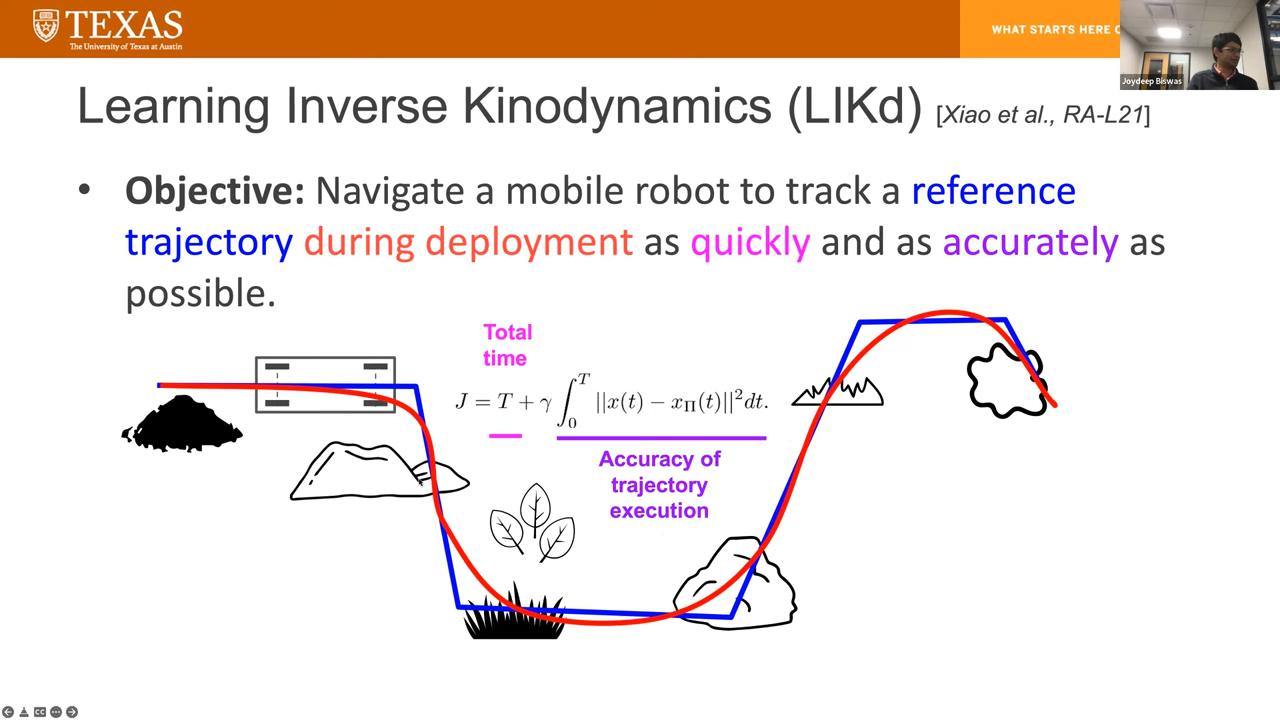 TEXAS
The University of Texas at Austin
WHAT STARTS HERE
Joydeep Biswas
Learning Inverse Kinodynamics (LIKd) [Xiao et al., RA-L21]
• Objective: Navigate a mobile robot to track a reference
trajectory during deployment as quickly and as accurately as
possible.
Total
time
J = T + γ ∫₀ᵀ ||x(t) − x_Π(t)||²dt.
Accuracy of
trajectory
execution